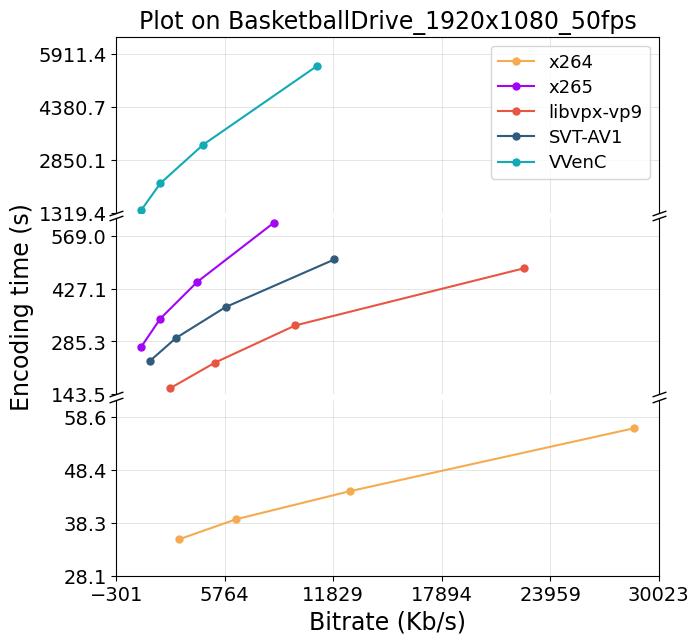 Plot on BasketballDrive_1920x1080_50fps
x264
x265
libvpx-vp9
SVT-AV1
VVenC
5911.4
4380.7
2850.1
1319.4
569.0
427.1
285.3
143.5
58.6
48.4
38.3
28.1
Encoding time (s)
−301 5764 11829 17894 23959 30023
Bitrate (Kb/s)